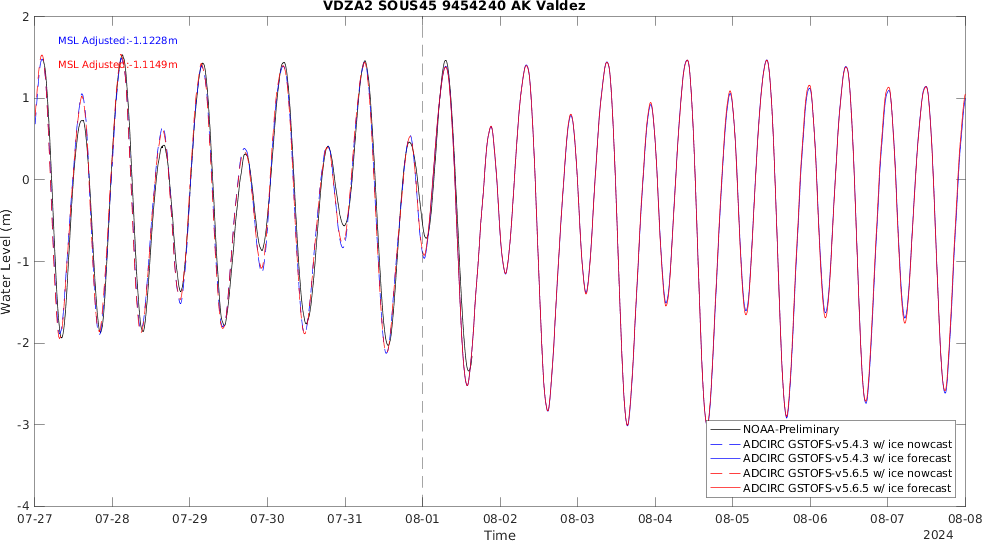 VDZA2 SOUS45 9454240 AK Valdez
MSL Adjusted:-1.1228m
MSL Adjusted:-1.1149m
Water Level (m)
2
1
0
-1
-2
-3
-4
NOAA-Preliminary
ADCIRC GSTOFS-v5.4.3 w/ ice nowcast
ADCIRC GSTOFS-v5.4.3 w/ ice forecast
ADCIRC GSTOFS-v5.6.5 w/ ice nowcast
ADCIRC GSTOFS-v5.6.5 w/ ice forecast
07-27 07-28 07-29 07-30 07-31 08-01 08-02 08-03 08-04 08-05 08-06 08-07 08-08
Time
2024